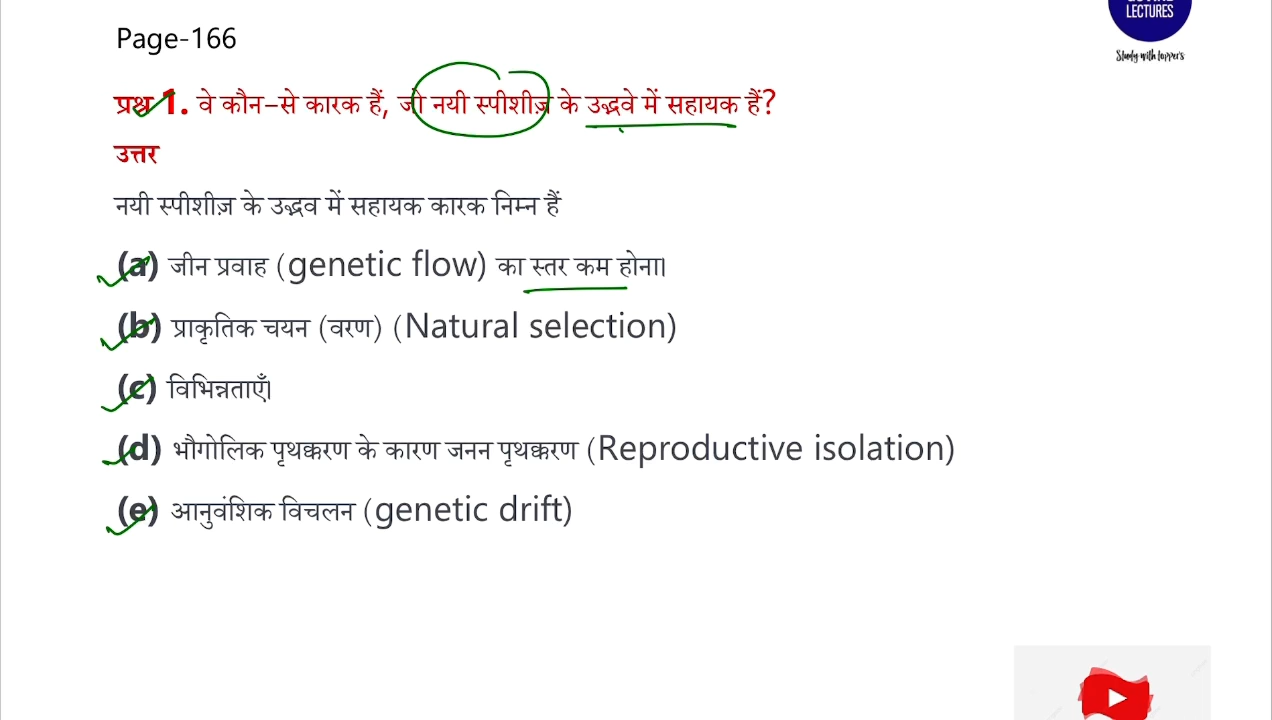 LECTURES
Study with topper's
Page-166
प्रश्न 1. वे कौन-से कारक हैं, जो नयी स्पीशीज़ के उद्भवे में सहायक हैं?
उत्तर
नयी स्पीशीज़ के उद्भव में सहायक कारक निम्न हैं
(a) जीन प्रवाह (genetic flow) का स्तर कम होना।
(b) प्राकृतिक चयन (वरण) (Natural selection)
(c) विभिन्नताएँ।
(d) भौगोलिक पृथक्करण के कारण जनन पृथक्करण (Reproductive isolation)
(e) आनुवंशिक विचलन (genetic drift)